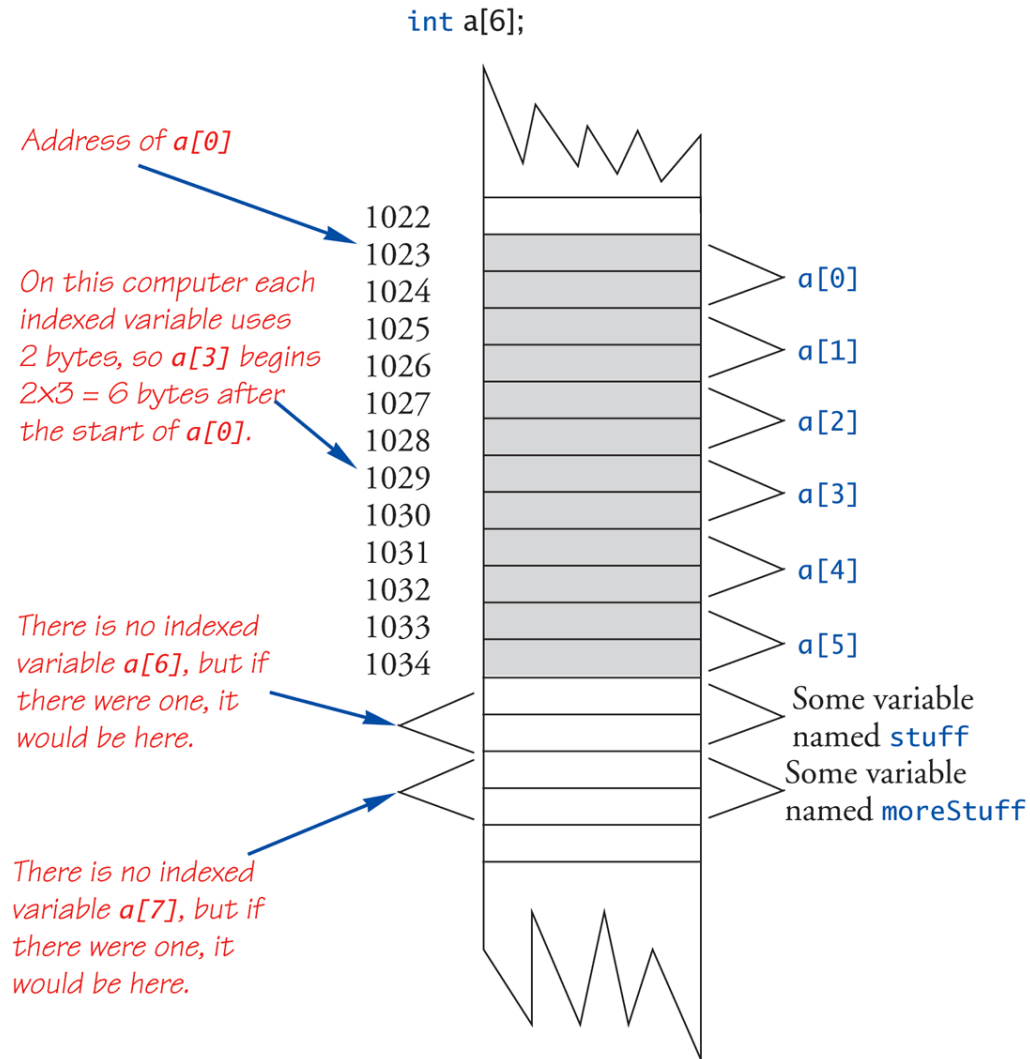 int a[6];
Address of a[0]
1022
1023
1024
1025
1026
1027
1028
1029
1030
1031
1032
1033
1034
On this computer each
indexed variable uses
2 bytes, so a[3] begins
2×3 = 6 bytes after
the start of a[0].
There is no indexed
variable a[6], but if
there were one, it
would be here.
There is no indexed
variable a[7], but if
there were one, it
would be here.
a[0]
a[1]
a[2]
a[3]
a[4]
a[5]
Some variable
named stuff
Some variable
named moreStuff